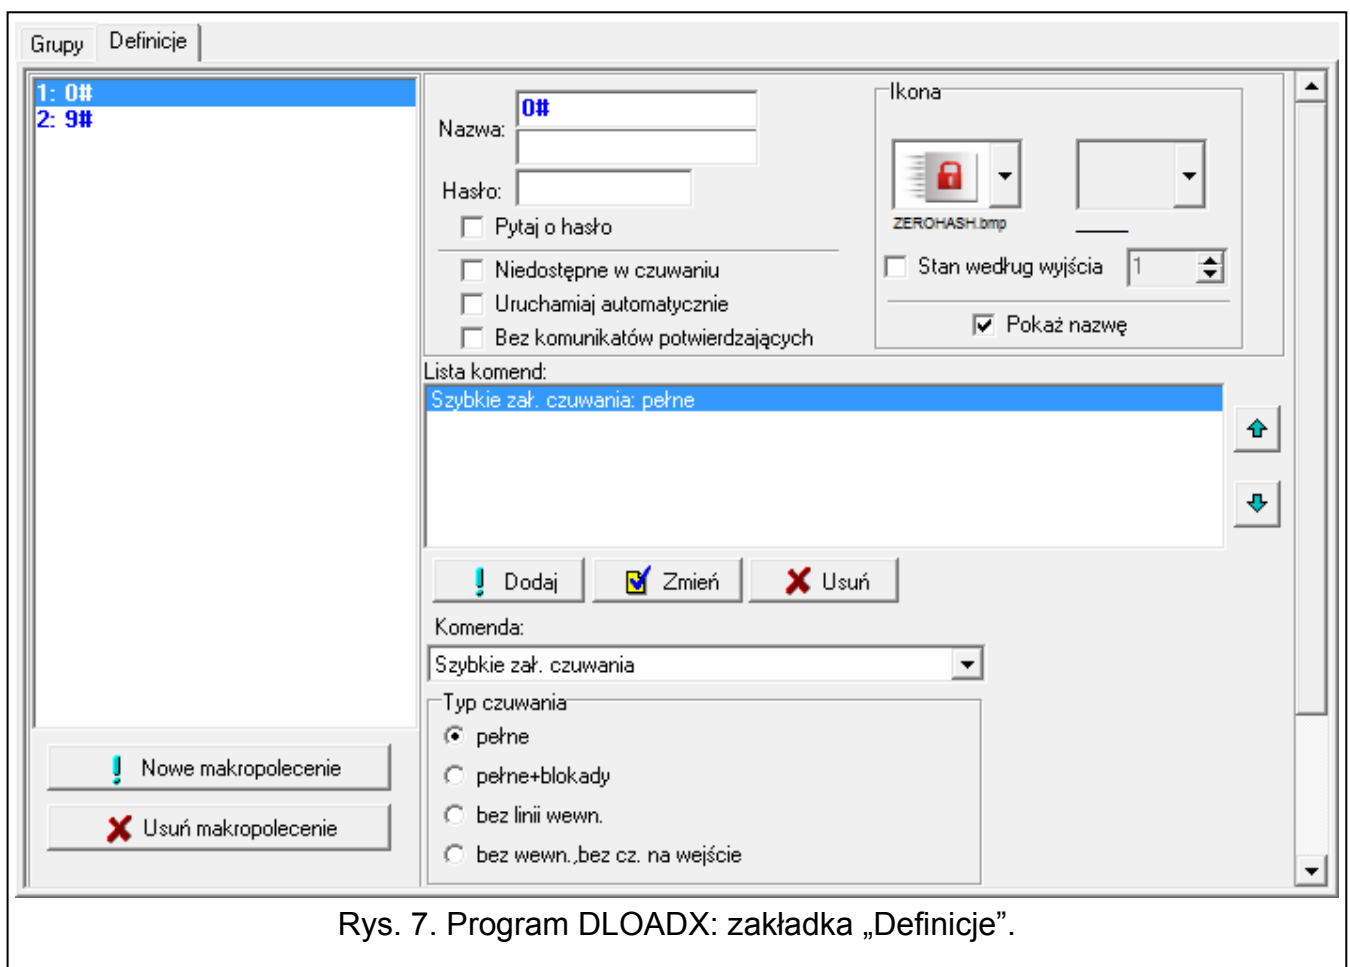 Grupy
Definicje
1: 0#
2: 9#
Nowe makropolecenie
Usuń makropolecenie
Nazwa:
0#
Hasło:
Pytaj o hasło
Niedostępne w czuwaniu
Uruchamiaj automatycznie
Bez komunikatów potwierdzających
Ikona
ZEROHASH.bmp
Stan według wyjścia
1
Pokaż nazwę
Lista komend:
Szybkie zał. czuwania: pełne
Dodaj
Zmień
Usuń
Komenda:
Szybkie zał. czuwania
Typ czuwania
pełne
pełne+blokady
bez linii wewn.
bez wewn.,bez cz. na wejście
Rys. 7. Program DLOADX: zakładka „Definicje”.